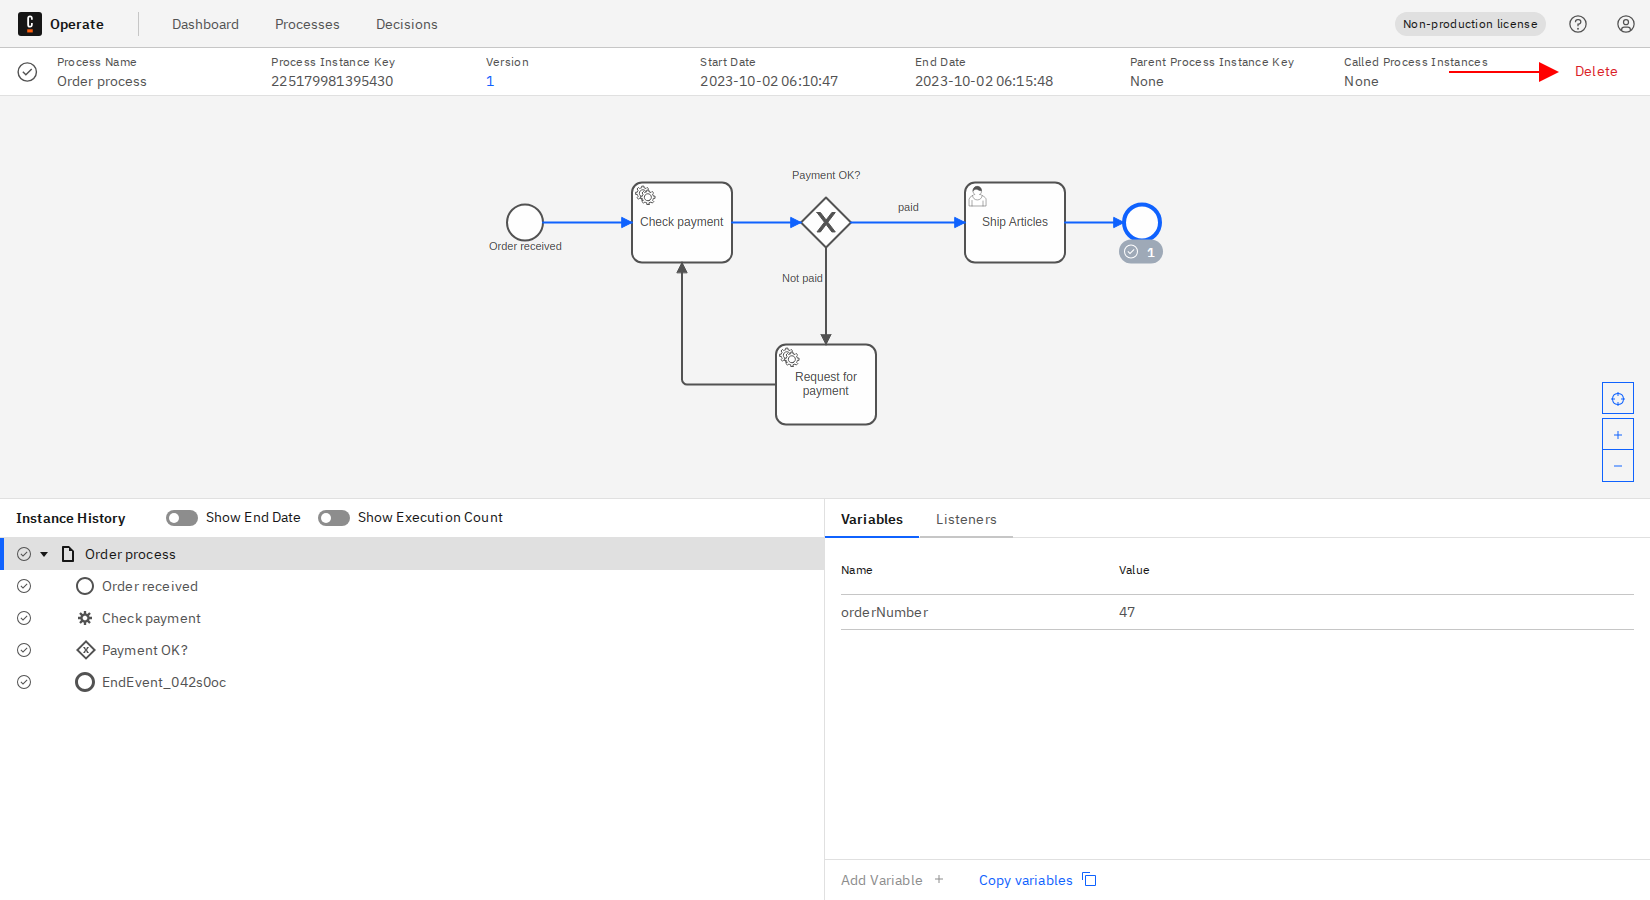 Operate
Dashboard
Processes
Decisions
Non-production license
Process Name
Order process
Process Instance Key
225179981395430
Version
1
Start Date
2023-10-02 06:10:47
End Date
2023-10-02 06:15:48
Parent Process Instance Key
None
Called Process Instances
None
Delete
Payment OK?
Order received
Check payment
X
paid
Ship Articles
1
Not paid
Request for
payment
+
−
Instance History
Show End Date
Show Execution Count
Order process
Order received
Check payment
Payment OK?
EndEvent_042s0oc
Variables
Listeners
Name
Value
orderNumber
47
Add Variable +
Copy variables